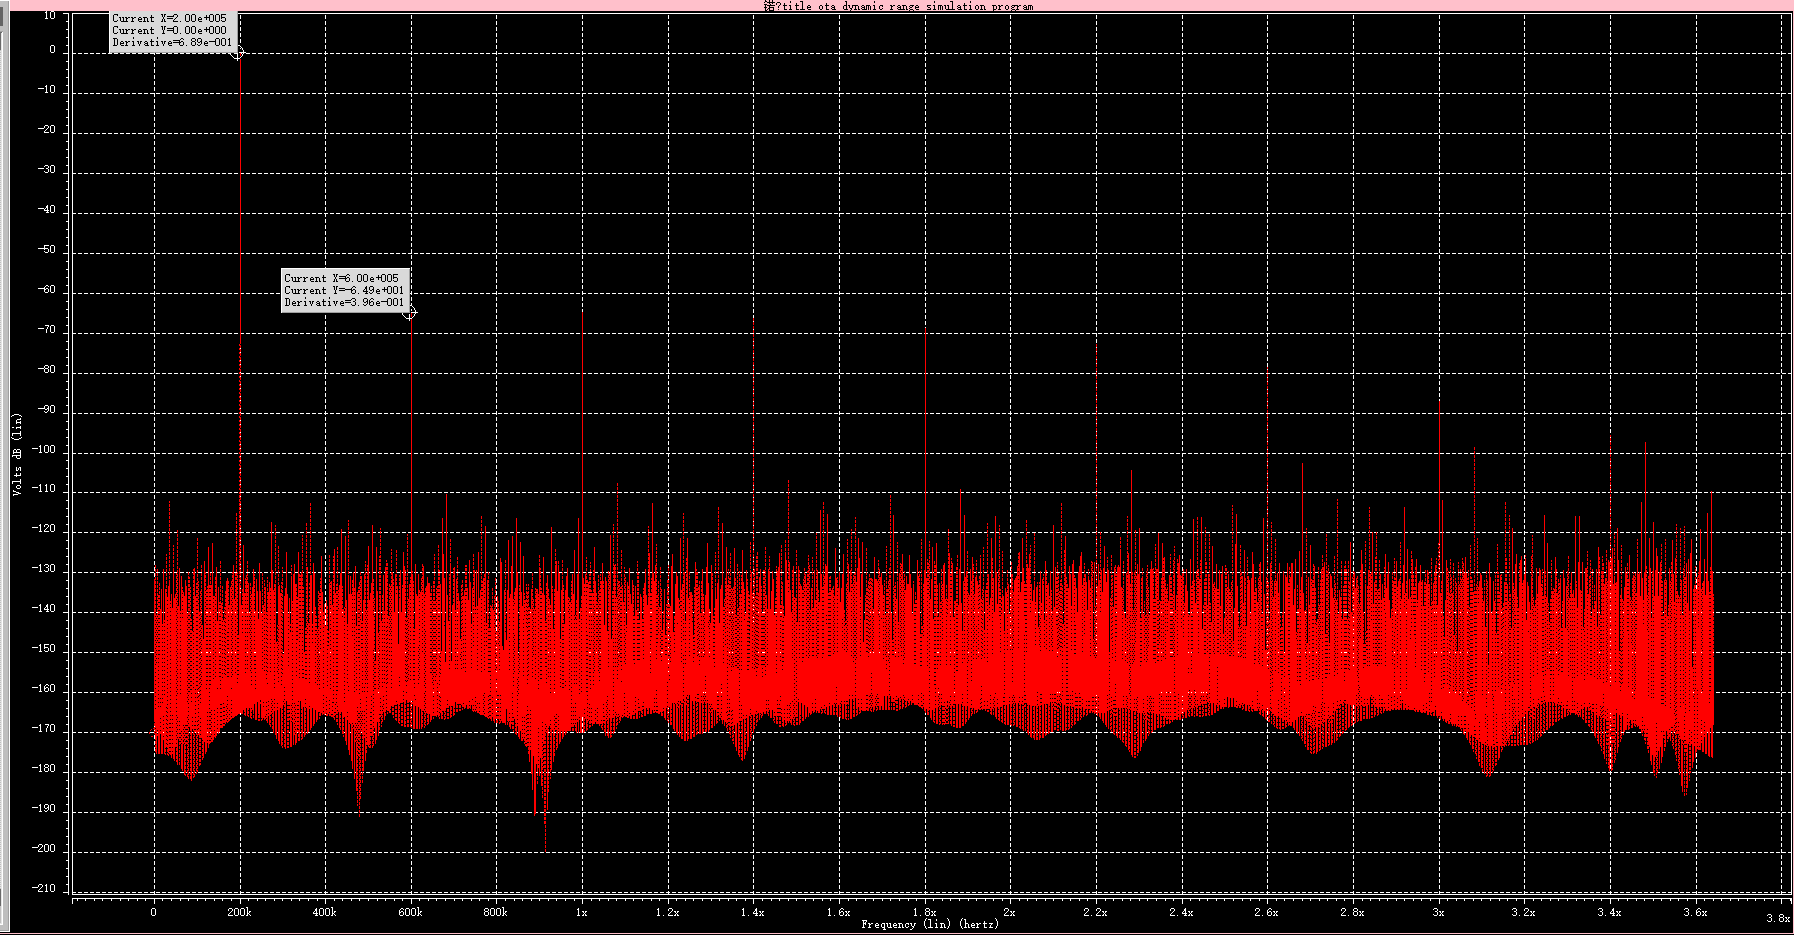 锘?title ota dynamic range simulation program
Current X=2.00e+005
Current Y=0.00e+000
Derivative=6.89e-001
Current X=6.00e+005
Current Y=-6.49e+001
Derivative=3.96e-001
Volts dB (lin)
10
0
-10
-20
-30
-40
-50
-60
-70
-80
-90
-100
-110
-120
-130
-140
-150
-160
-170
-180
-190
-200
-210
0
200k
400k
600k
800k
1x
1.2x
1.4x
1.6x
1.8x
2x
2.2x
2.4x
2.6x
2.8x
3x
3.2x
3.4x
3.6x
3.8x
Frequency (lin) (hertz)